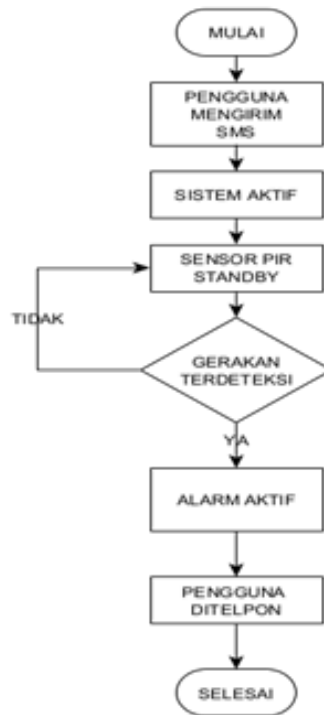 MULAI
PENGGUNA
MENGIRIM
SMS
SISTEM AKTIF
SENSOR PIR
STANDBY
TIDAK
GERAKAN
TERDETEKSI
YA
ALARM AKTIF
PENGGUNA
DITELPON
SELESAI